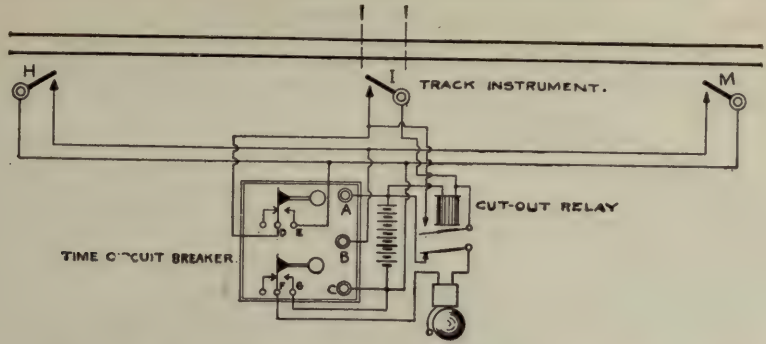 H
I
M
TRACK INSTRUMENT.
A
CUT-OUT RELAY
D E
B
TIME CIRCUIT BREAKER.
F G
C